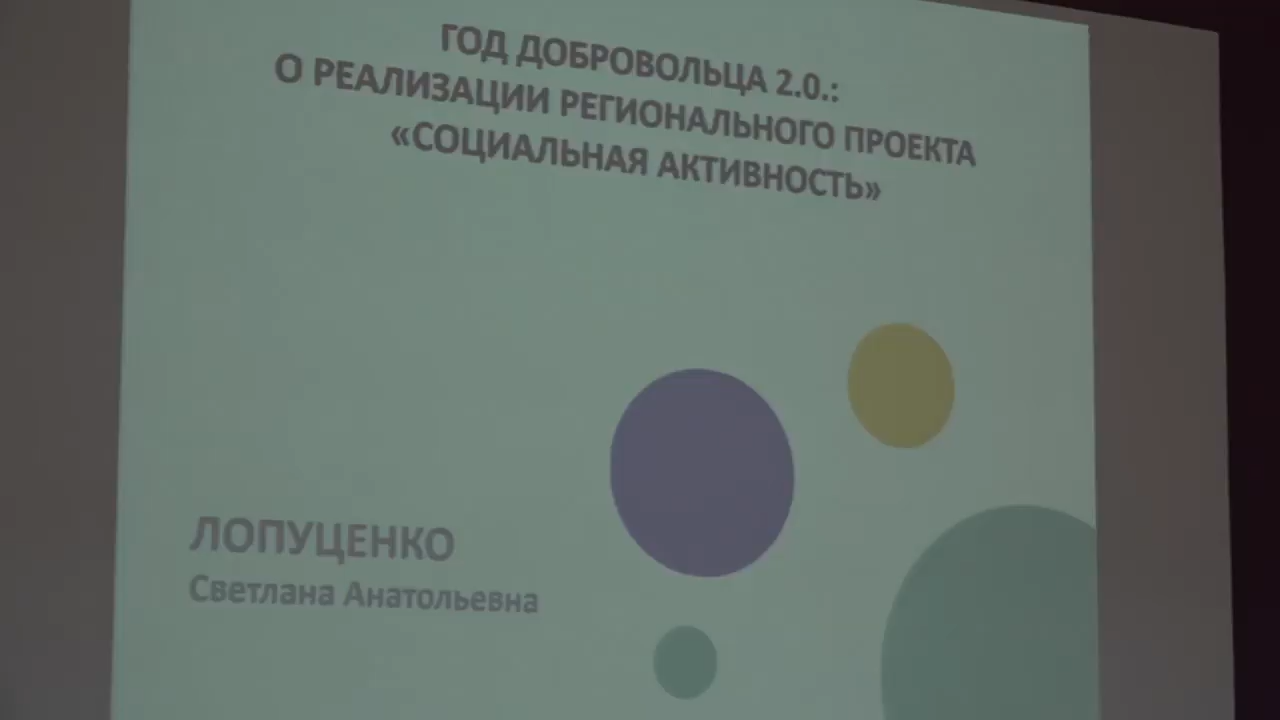 ГОД ДОБРОВОЛЬЦА 2.0.:
О РЕАЛИЗАЦИИ РЕГИОНАЛЬНОГО ПРОЕКТА
«СОЦИАЛЬНАЯ АКТИВНОСТЬ»
ЛОПУЦЕНКО
Светлана Анатольевна